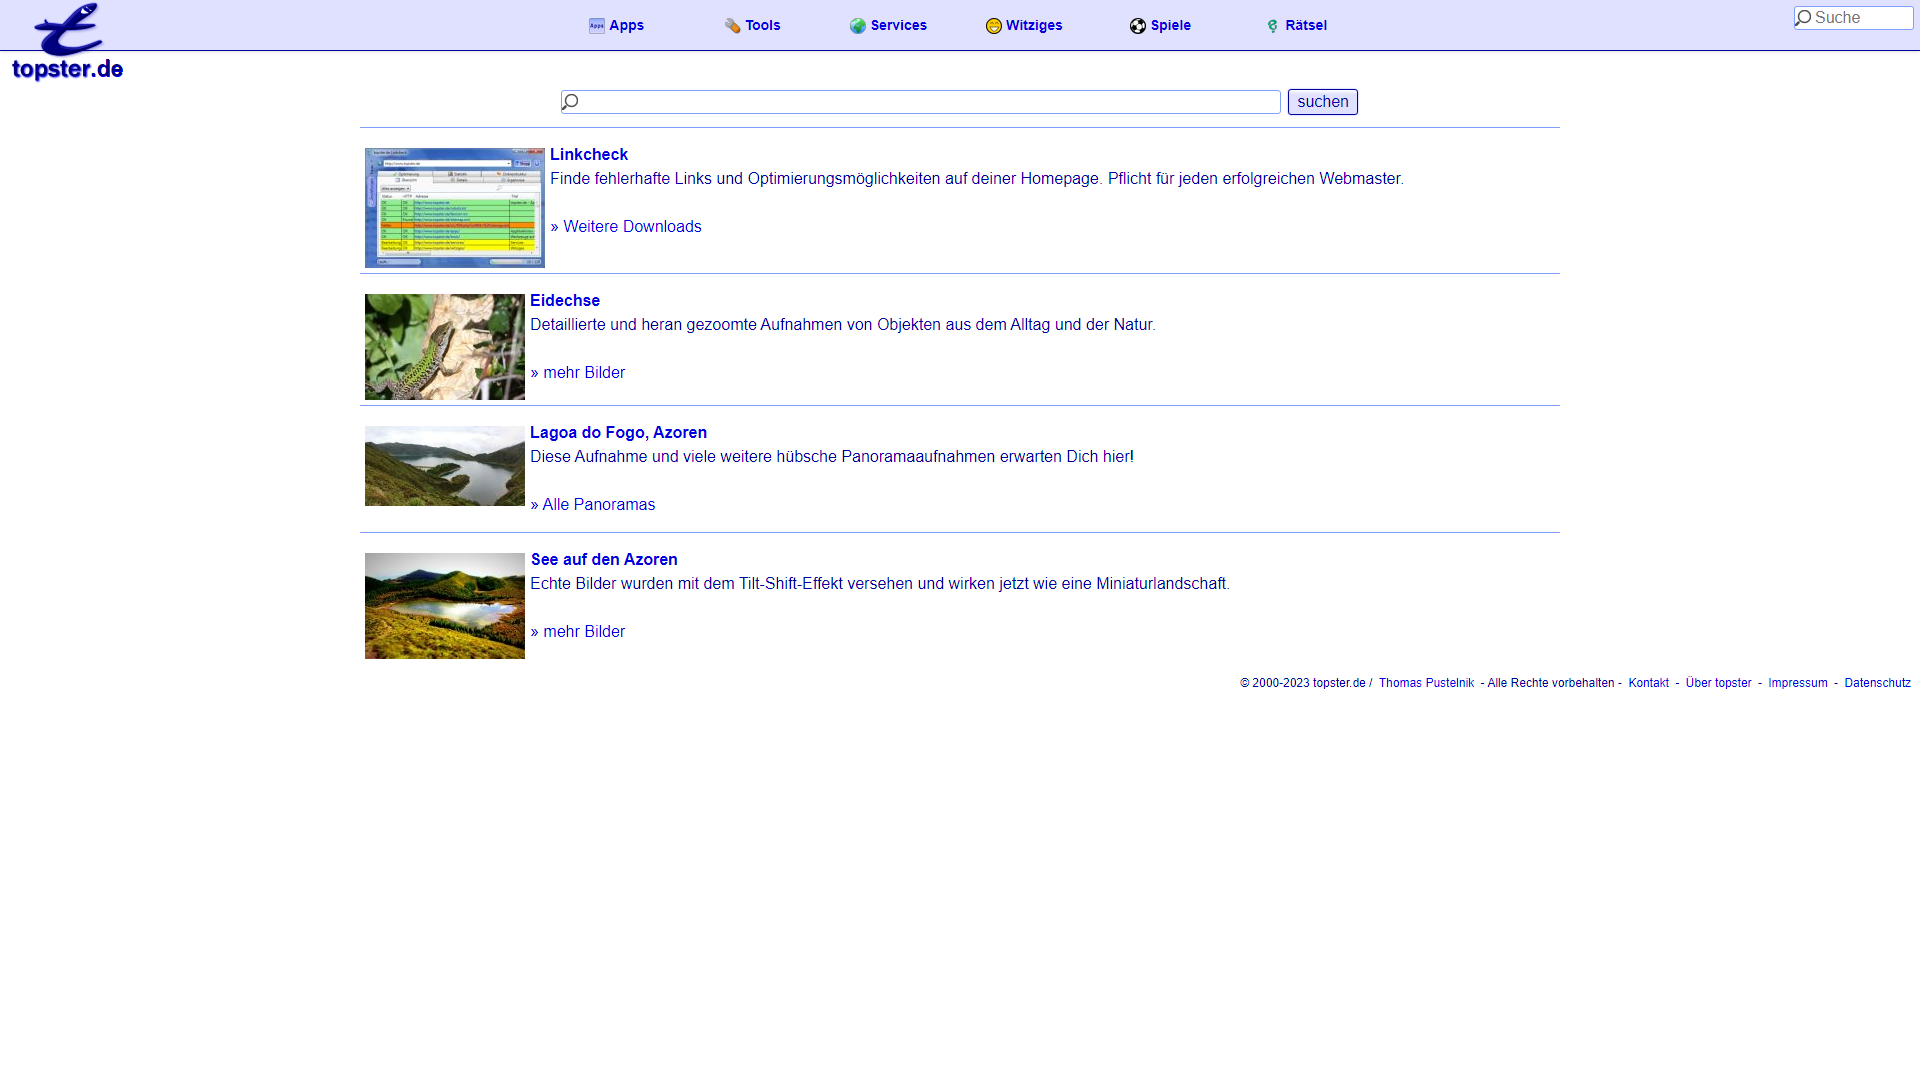 Apps
Tools
Services
Witziges
Spiele
Rätsel
Suche
topster.de
suchen
Linkcheck
Finde fehlerhafte Links und Optimierungsmöglichkeiten auf deiner Homepage. Pflicht für jeden erfolgreichen Webmaster.
» Weitere Downloads
Eidechse
Detaillierte und heran gezoomte Aufnahmen von Objekten aus dem Alltag und der Natur.
» mehr Bilder
Lagoa do Fogo, Azoren
Diese Aufnahme und viele weitere hübsche Panoramaaufnahmen erwarten Dich hier!
» Alle Panoramas
See auf den Azoren
Echte Bilder wurden mit dem Tilt-Shift-Effekt versehen und wirken jetzt wie eine Miniaturlandschaft.
» mehr Bilder
© 2000-2023 topster.de / Thomas Pustelnik - Alle Rechte vorbehalten - Kontakt - Über topster - Impressum - Datenschutz